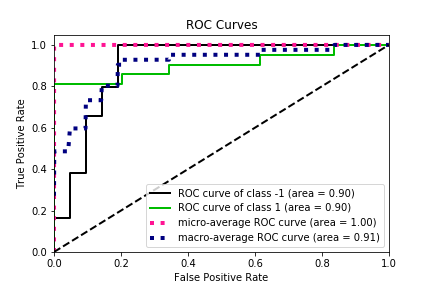 ROC Curves
True Positive Rate
1.0
0.8
0.6
0.4
0.2
0.0
ROC curve of class -1 (area = 0.90)
ROC curve of class 1 (area = 0.90)
micro-average ROC curve (area = 1.00)
macro-average ROC curve (area = 0.91)
0.0 0.2 0.4 0.6 0.8 1.0
False Positive Rate